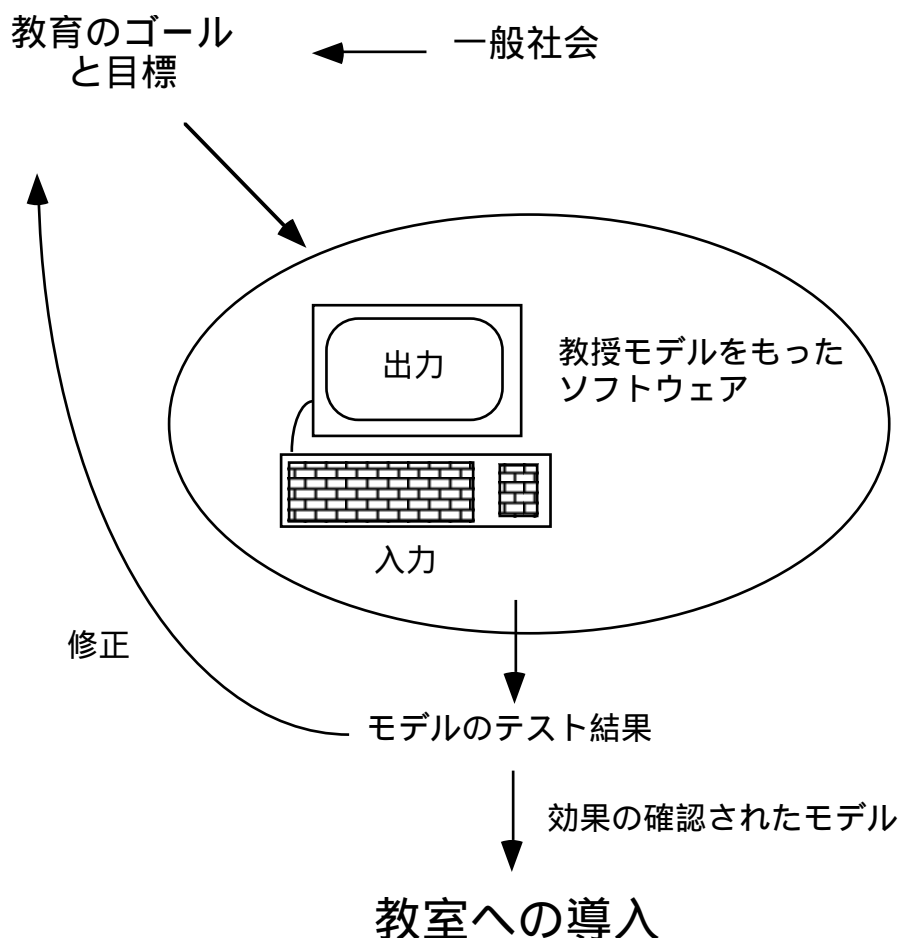 教育のゴール
と目標
一般社会
出力
教授モデルをもった
ソフトウェア
入力
修正
モデルのテスト結果
効果の確認されたモデル
教室への導入